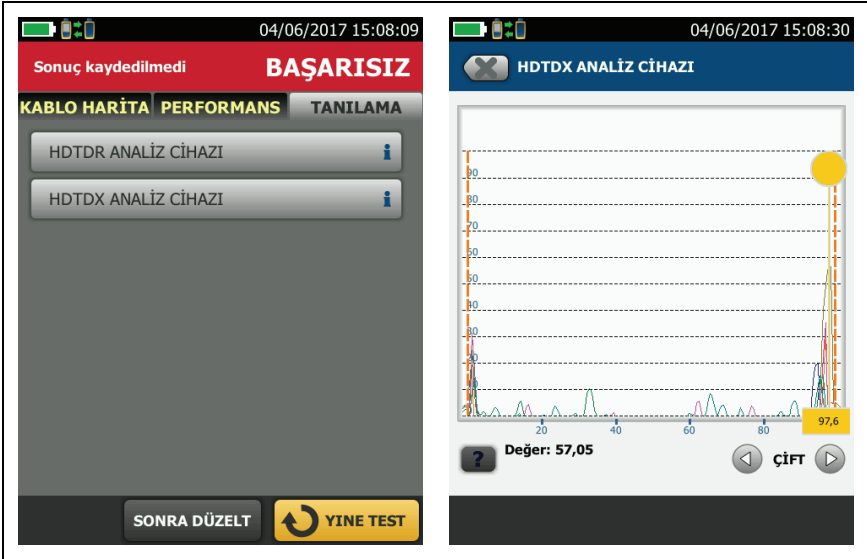 04/06/2017 15:08:09
Sonuç kaydedilmedi BAŞARISIZ
KABLO HARİTA PERFORMANS TANILAMA
HDTDR ANALİZ CİHAZI i
HDTDX ANALİZ CİHAZI i
SONRA DÜZELT YINE TEST
04/06/2017 15:08:30
HDTDX ANALİZ CİHAZI
90
80
70
60
50
40
30
20
20 40 60 80 97,6
? Değer: 57,05 ÇİFT